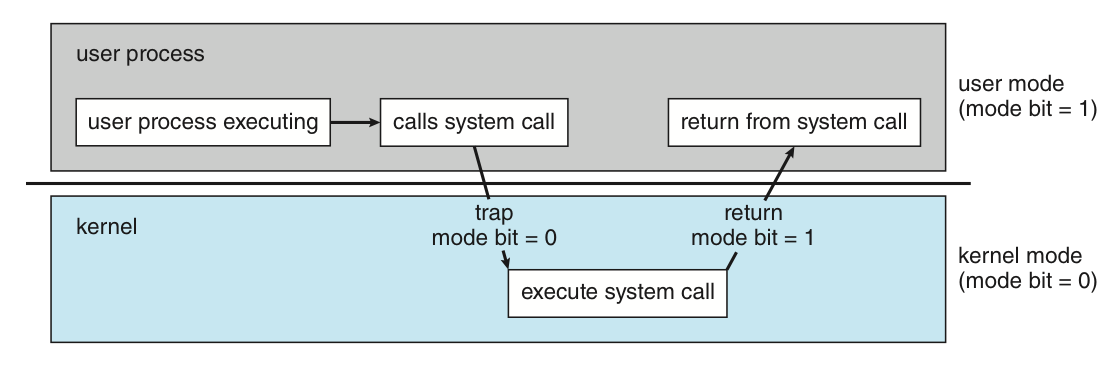 user process
user process executing
calls system call
return from system call
user mode
(mode bit = 1)
kernel
trap
mode bit = 0
return
mode bit = 1
execute system call
kernel mode
(mode bit = 0)